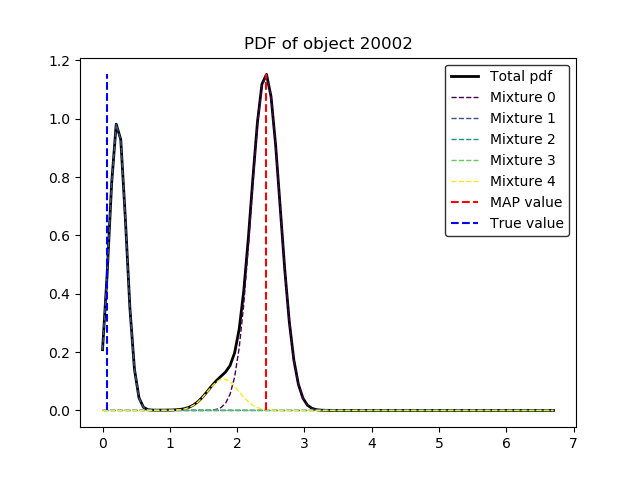 PDF of object 20002
1.2
1.0
0.8
0.6
0.4
0.2
0.0
0 1 2 3 4 5 6 7
Total pdf
Mixture 0
Mixture 1
Mixture 2
Mixture 3
Mixture 4
MAP value
True value